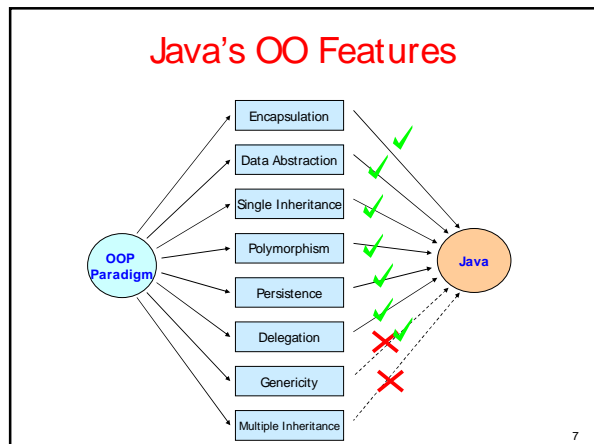 Java's OO Features
Encapsulation
Data Abstraction
Single Inheritance
Polymorphism
OOP
Paradigm
Java
Persistence
Delegation
Genericity
Multiple Inheritance
7